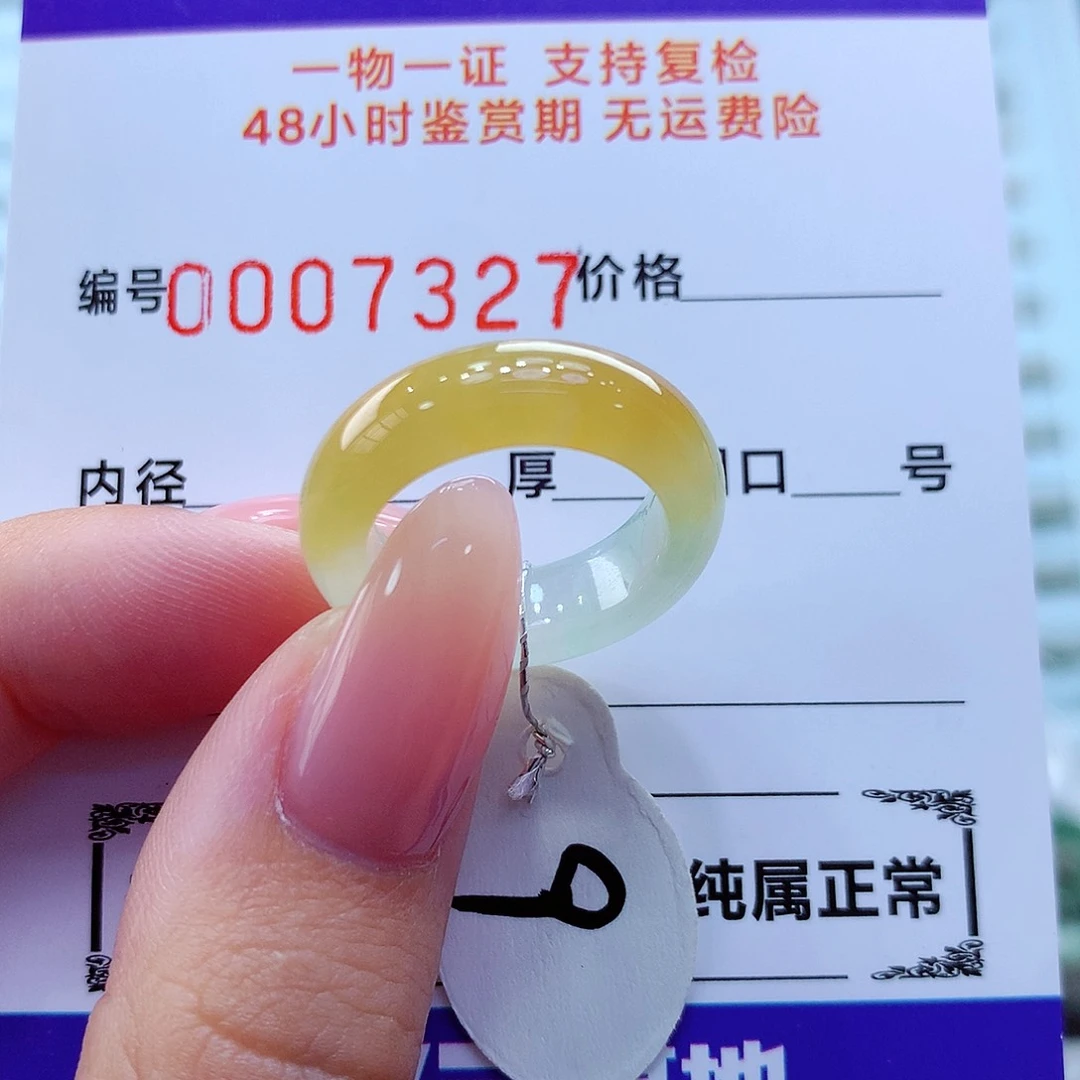 一物一证 支持复检
48小时鉴赏期 无运费险
编号0007327价格
内径 厚 口 号
纯属正常
地